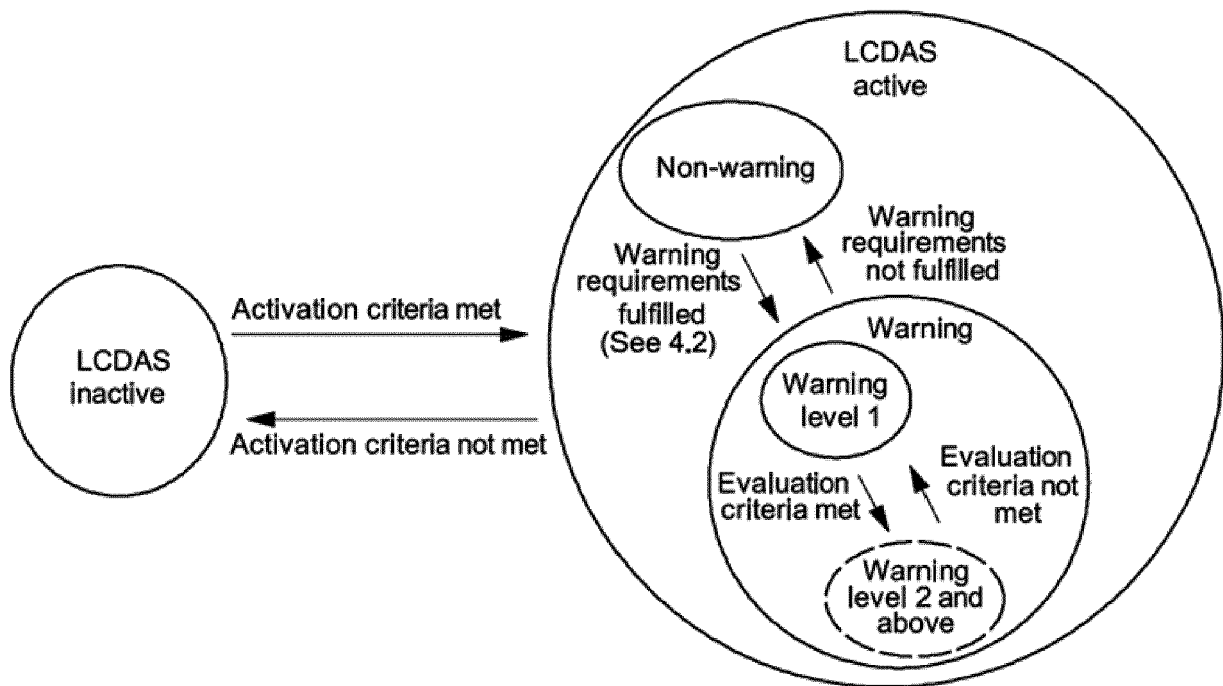 LCDAS
active
Non-warning
Warning
requirements
not fulfilled
Warning
requirements
fulfilled
(See 4.2)
Activation criteria met
LCDAS
inactive
Activation criteria not met
Warning
Warning
level 1
Evaluation
criteria met
Evaluation
criteria not
met
Warning
level 2 and
above